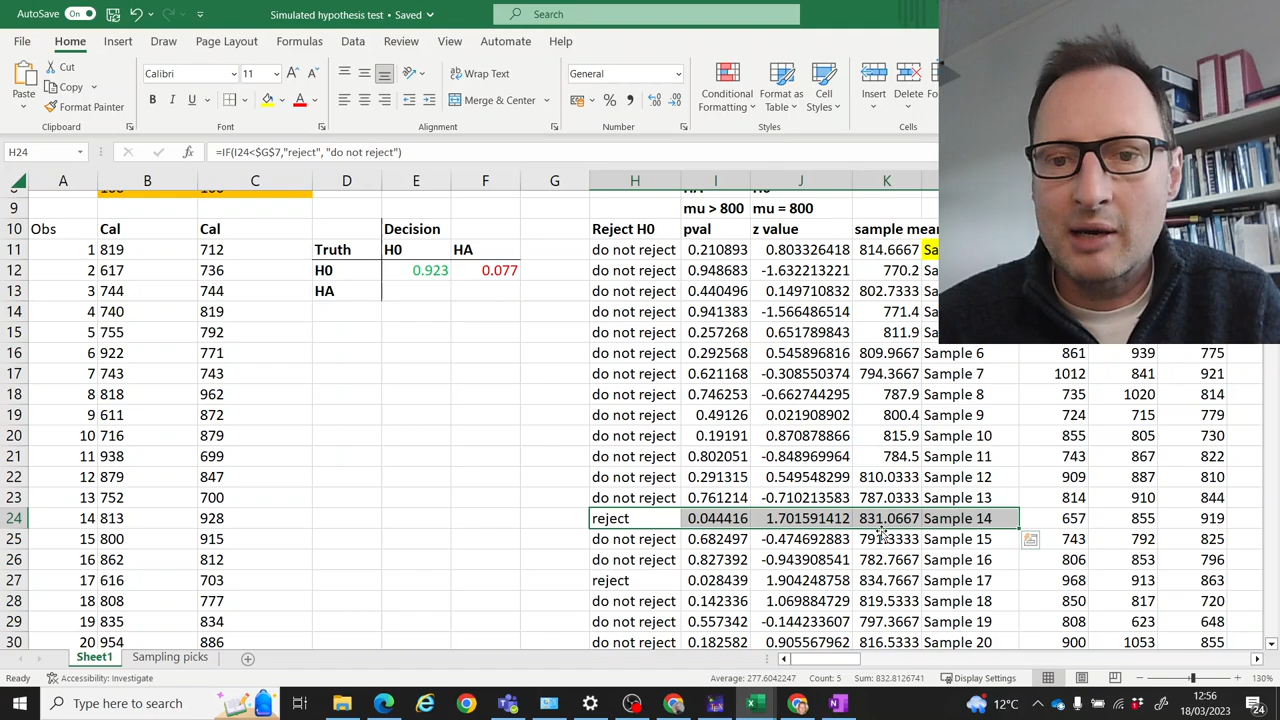 AutoSave On Simulated hypothesis test • Saved Search
File Home Insert Draw Page Layout Formulas Data Review View Automate Help
Paste Cut Copy Format Painter Calibri 11 B I U Wrap Text Merge & Center General Conditional Formatting Format as Table Cell Styles Insert Delete
Clipboard Font Alignment Number Styles Cells
H24 fx =IF(I24<$G$7,"reject", "do not reject")
A B C D E F G H I J K
9 mu > 800 mu = 800
10 Obs Cal Cal Decision Reject H0 pval z value sample mean
11 1 819 712 Truth H0 HA do not reject 0.210893 0.803326418 814.6667
12 2 617 736 H0 0.923 0.077 do not reject 0.948683 -1.632213221 770.2
13 3 744 744 HA do not reject 0.440496 0.149710832 802.7333
14 4 740 819 do not reject 0.941383 -1.566486514 771.4
15 5 755 792 do not reject 0.257268 0.651789843 811.9
16 6 922 771 do not reject 0.292568 0.545896816 809.9667 Sample 6 861 939 775
17 7 743 743 do not reject 0.621168 -0.308550374 794.3667 Sample 7 1012 841 921
18 8 818 962 do not reject 0.746253 -0.662744295 787.9 Sample 8 735 1020 814
19 9 611 872 do not reject 0.49126 0.021908902 800.4 Sample 9 724 715 779
20 10 716 879 do not reject 0.19191 0.870878866 815.9 Sample 10 855 805 730
21 11 938 699 do not reject 0.802051 -0.848969964 784.5 Sample 11 743 867 822
22 12 879 847 do not reject 0.291315 0.549548299 810.0333 Sample 12 909 887 810
23 13 752 700 do not reject 0.761214 -0.710213583 787.0333 Sample 13 814 910 844
24 14 813 928 reject 0.044416 1.701591412 831.0667 Sample 14 657 855 919
25 15 800 915 do not reject 0.682497 -0.474692883 Sample 15 743 792 825
26 16 862 812 do not reject 0.827392 -0.943908541 782.7667 Sample 16 806 853 796
27 17 616 703 reject 0.028439 1.904248758 834.7667 Sample 17 968 913 863
28 18 808 777 do not reject 0.142336 1.069884729 819.5333 Sample 18 850 817 720
29 19 835 834 do not reject 0.557342 -0.144233607 797.3667 Sample 19 808 623 648
30 20 954 886 do not reject 0.182582 0.905567962 816.5333 Sample 20 900 1053 855
Sheet1 Sampling picks
Ready Accessibility: Investigate Average: 277.6042247 Count: 5 Sum: 832.8126741 Display Settings 130%
Type here to search 12°C 12:56
18/03/2023 24